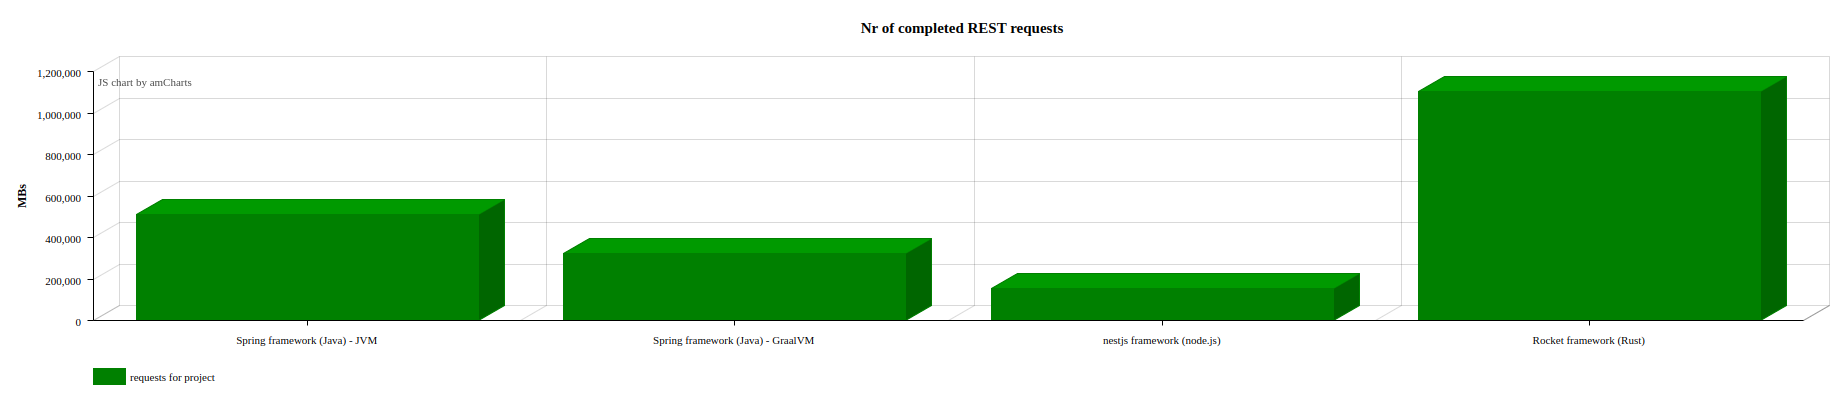 Nr of completed REST requests
1,200,000
JS chart by amCharts
1,000,000
800,000
600,000
MBs
400,000
200,000
0
Spring framework (Java) - JVM
Spring framework (Java) - GraalVM
nestjs framework (node.js)
Rocket framework (Rust)
requests for project